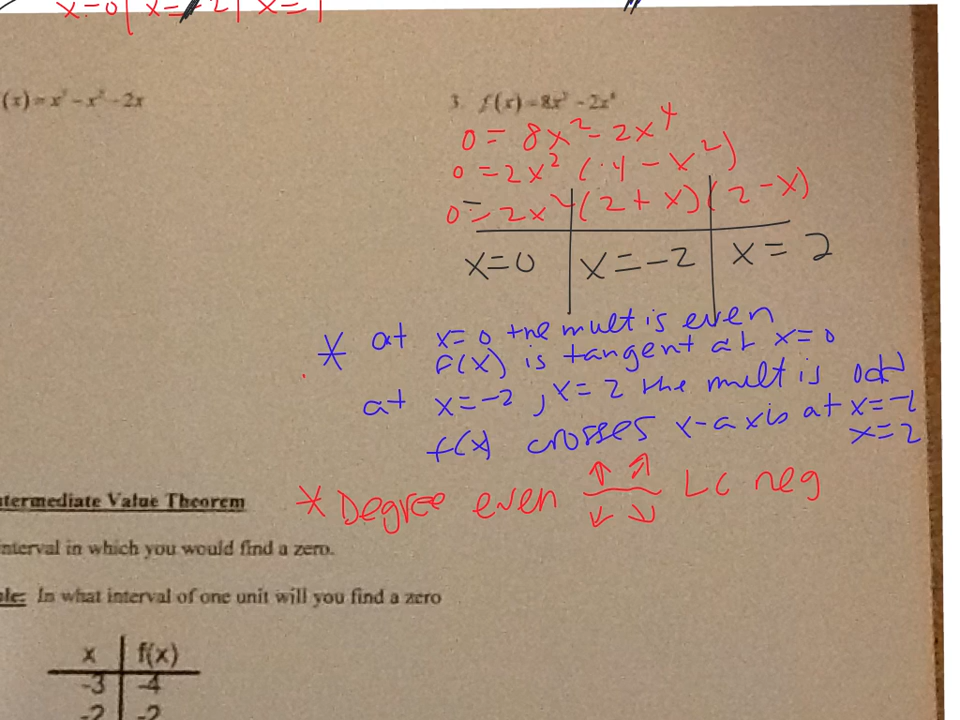 x=0 x=-2 x=1
(x)=x³-x²-2x
3. f(x)=8x²-2x⁴
0 = 8x² - 2x⁴
0 = 2x² (4 - x²)
0 = 2x² (2 + x) (2 - x)
x=0 x=-2 x=2
* at x=0 the mult is even
f(x) is tangent at x=0
at x=-2, x=2 the mult is odd
f(x) crosses x-axis at x=-2
x=2
* Degree even ↑ ↗ LC neg
↙ ↘
ntermediate Value Theorem
nterval in which you would find a zero.
ple: In what interval of one unit will you find a zero
x f(x)
-3 -4
-2 -2